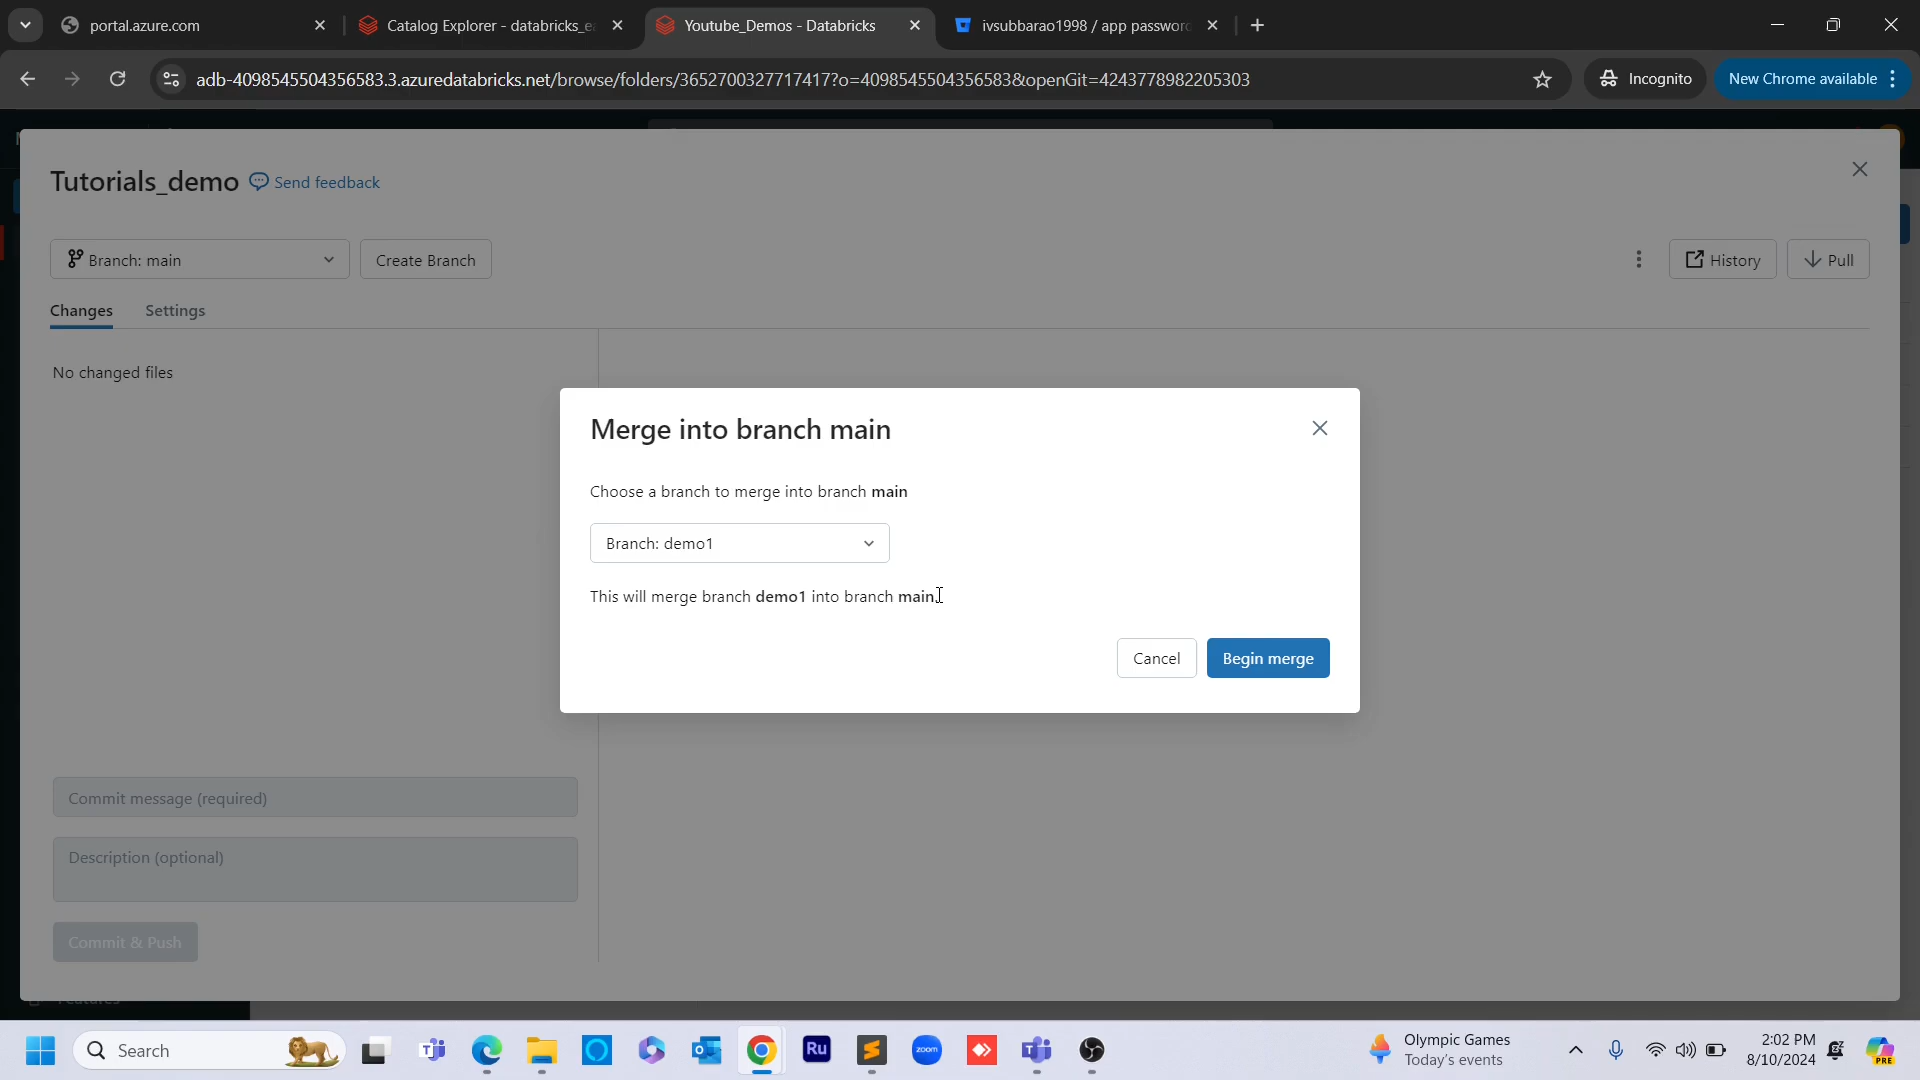 portal.azure.com
Catalog Explorer - databricks_e
Youtube_Demos - Databricks
ivsubbarao1998 / app passwor
adb-4098545504356583.3.azuredatabricks.net/browse/folders/3652700327717417?o=4098545504356583&openGit=4243778982205303
Incognito
New Chrome available
Tutorials_demo
Send feedback
Branch: main
Create Branch
History
Pull
Changes
Settings
No changed files
Merge into branch main
Choose a branch to merge into branch main
Branch: demo1
This will merge branch demo1 into branch main.
Cancel
Begin merge
Commit message (required)
Description (optional)
Commit & Push
Features
Search
Ru
zoom
Olympic Games
Today's events
2:02 PM
8/10/2024
PRE